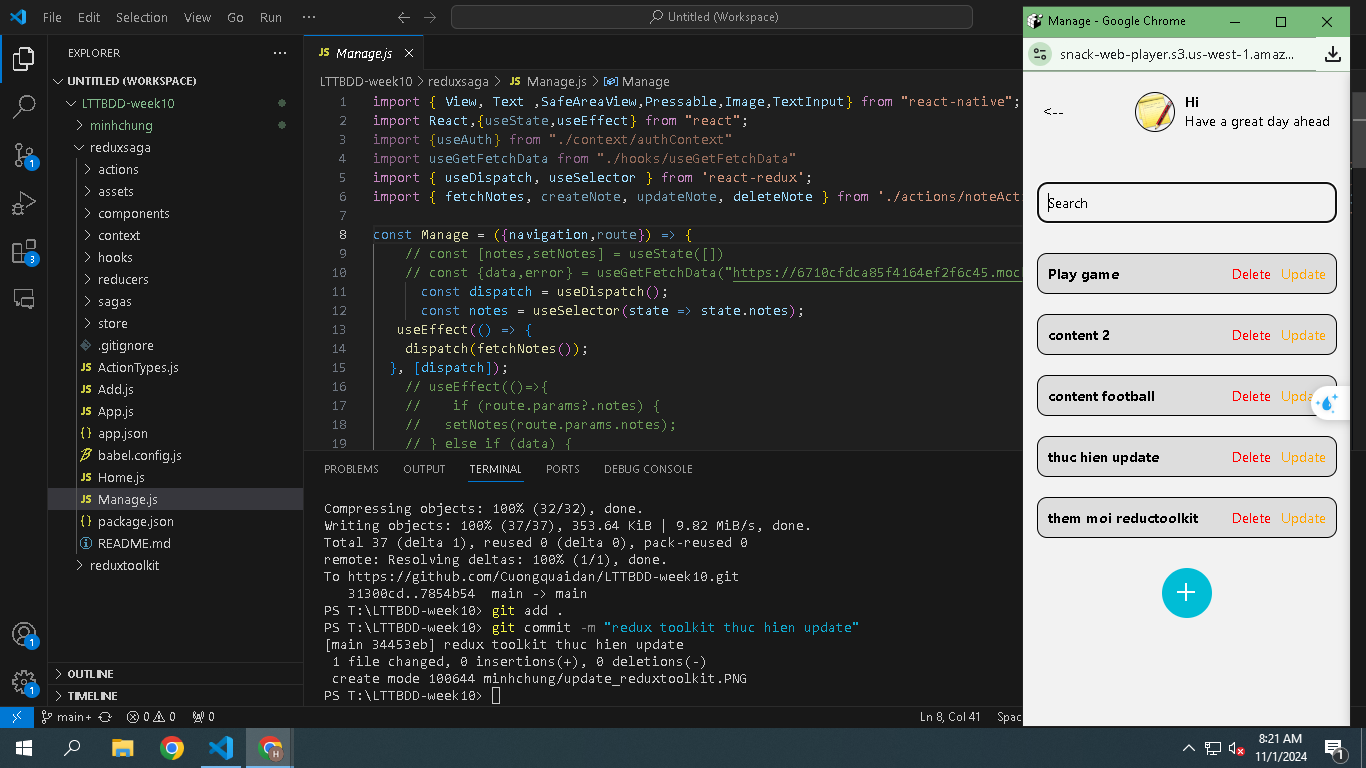 File Edit Selection View Go Run ··· Untitled (Workspace)
EXPLORER ···
UNTITLED (WORKSPACE)
LTTBDD-week10
minhchung
reduxsaga
actions
assets
components
context
hooks
reducers
sagas
store
.gitignore
JS ActionTypes.js
JS Add.js
JS App.js
{} app.json
babel.config.js
JS Home.js
JS Manage.js
{} package.json
README.md
reduxtoolkit
OUTLINE
TIMELINE
1
3
1
1
JS Manage.js
LTTBDD-week10 > reduxsaga > JS Manage.js > Manage
1 import { View, Text ,SafeAreaView,Pressable,Image,TextInput} from "react-native";
2 import React,{useState,useEffect} from "react";
3 import {useAuth} from "./context/authContext"
4 import useGetFetchData from "./hooks/useGetFetchData"
5 import { useDispatch, useSelector } from 'react-redux';
6 import { fetchNotes, createNote, updateNote, deleteNote } from './actions/noteActi
7
8 const Manage = ({navigation,route}) => {
9 // const [notes,setNotes] = useState([])
10 // const {data,error} = useGetFetchData("https://6710cfdca85f4164ef2f6c45.moc
11 const dispatch = useDispatch();
12 const notes = useSelector(state => state.notes);
13 useEffect(() => {
14 dispatch(fetchNotes());
15 }, [dispatch]);
16 // useEffect(()=>{
17 // if (route.params?.notes) {
18 // setNotes(route.params.notes);
19 // } else if (data) {
PROBLEMS OUTPUT TERMINAL PORTS DEBUG CONSOLE
Compressing objects: 100% (32/32), done.
Writing objects: 100% (37/37), 353.64 KiB | 9.82 MiB/s, done.
Total 37 (delta 1), reused 0 (delta 0), pack-reused 0
remote: Resolving deltas: 100% (1/1), done.
To https://github.com/Cuongquaidan/LTTBDD-week10.git
31300cd..7854b54 main -> main
PS T:\LTTBDD-week10> git add .
PS T:\LTTBDD-week10> git commit -m "redux toolkit thuc hien update"
[main 34453eb] redux toolkit thuc hien update
1 file changed, 0 insertions(+), 0 deletions(-)
create mode 100644 minhchung/update_reduxtoolkit.PNG
PS T:\LTTBDD-week10>
main+ 0 0 0 Ln 8, Col 41 Spac
Manage - Google Chrome
snack-web-player.s3.us-west-1.amaz...
<--
Hi
Have a great day ahead
Search
Play game Delete Update
content 2 Delete Update
content football Delete Upda
thuc hien update Delete Update
them moi reductoolkit Delete Update
+
H
8:21 AM
11/1/2024
1